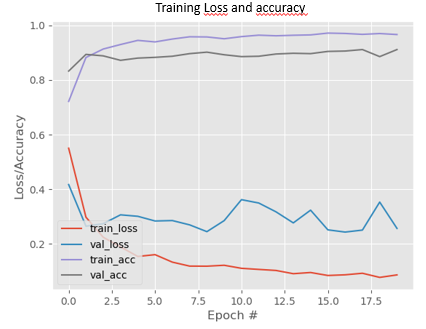 Training Loss and accuracy
1.0
0.8
0.6
0.4
0.2
Loss/Accuracy
train_loss
val_loss
train_acc
val_acc
0.0 2.5 5.0 7.5 10.0 12.5 15.0 17.5
Epoch #